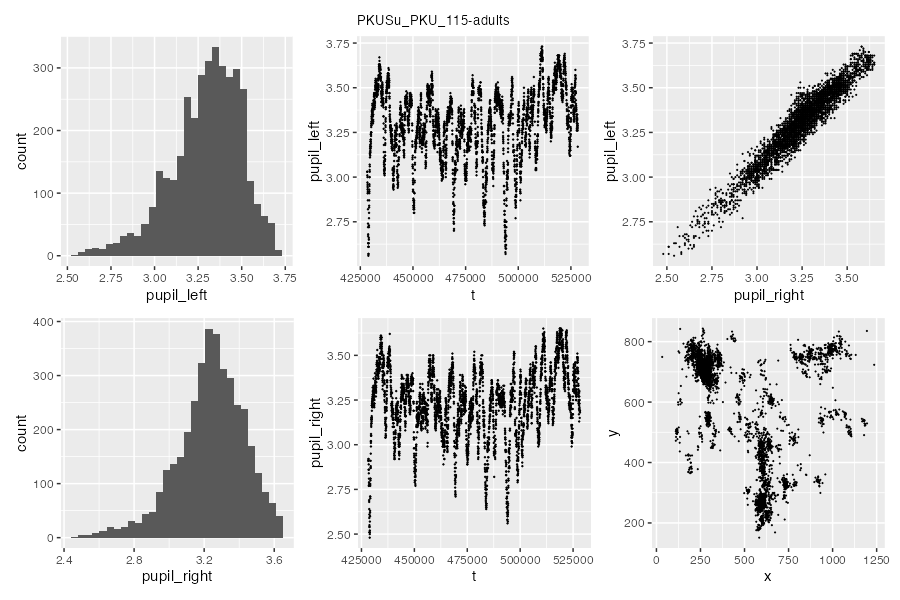 PKUSu_PKU_115-adults
300
200
100
0
count
2.50 2.75 3.00 3.25 3.50 3.75
pupil_left
3.75
3.50
3.25
3.00
2.75
pupil_left
425000 450000 475000 500000 525000
t
3.75
3.50
3.25
3.00
2.75
pupil_left
2.50 2.75 3.00 3.25 3.50
pupil_right
400
300
200
100
0
count
2.4 2.8 3.2 3.6
pupil_right
3.50
3.25
3.00
2.75
2.50
pupil_right
425000 450000 475000 500000 525000
t
800
600
400
200
y
0 250 500 750 1000 1250
x